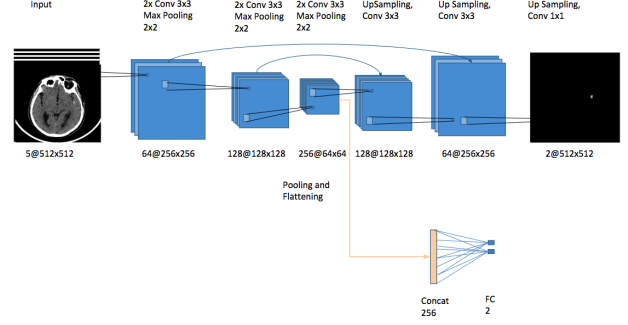 Input
2x Conv 3x3
Max Pooling
2x2
2x Conv 3x3
Max Pooling
2x2
2x Conv 3x3
Max Pooling
2x2
UpSampling,
Conv 3x3
Up Sampling,
Conv 3x3
Up Sampling,
Conv 1x1
5@512x512
64@256x256
128@128x128
256@64x64
128@128x128
64@256x256
2@512x512
Pooling and
Flattening
Concat
256
FC
2